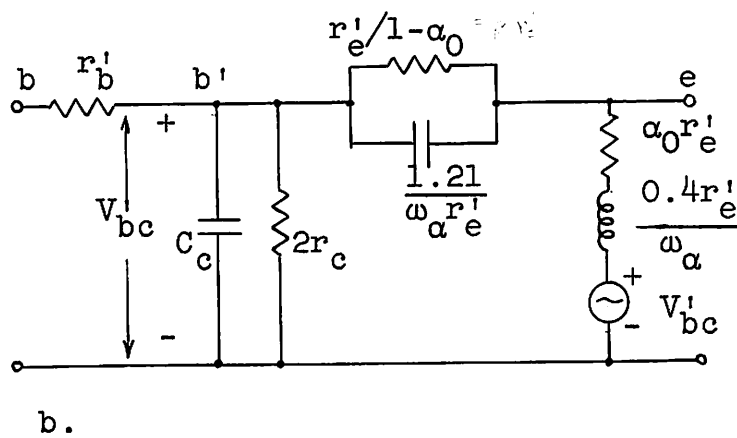 r'e/1-α0
b
r'b
b'
e
+
α0r'e
1.21
ωαr'e
0.4r'e
ωα
Vbc
Cc
2rc
+
-
V'bc
-
b.